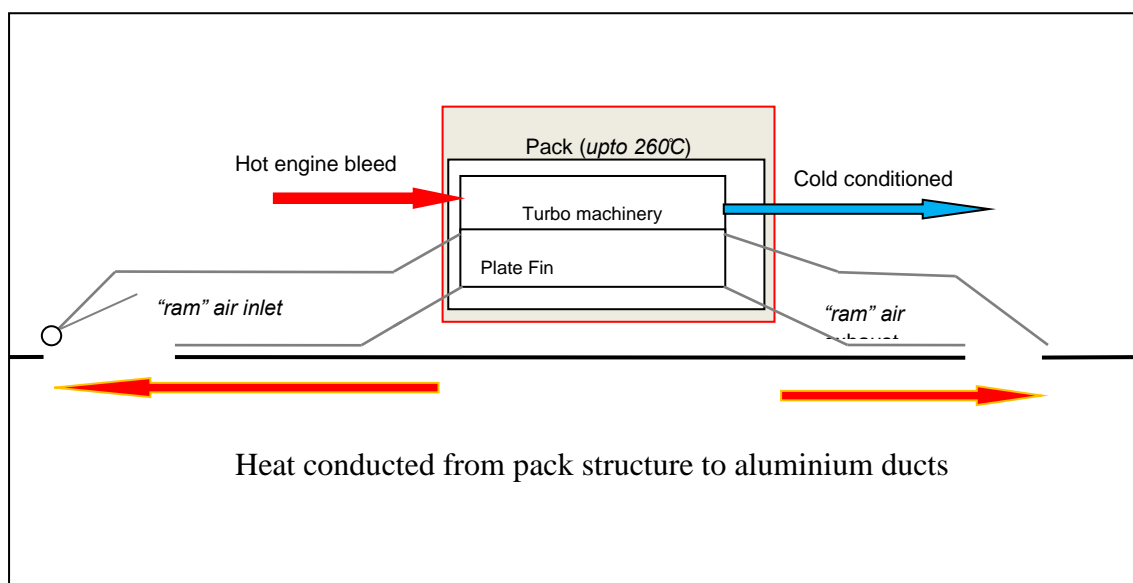 Pack (upto 260℃)
Hot engine bleed
Cold conditioned
Turbo machinery
Plate Fin
“ram” air inlet
“ram” air
Heat conducted from pack structure to aluminium ducts